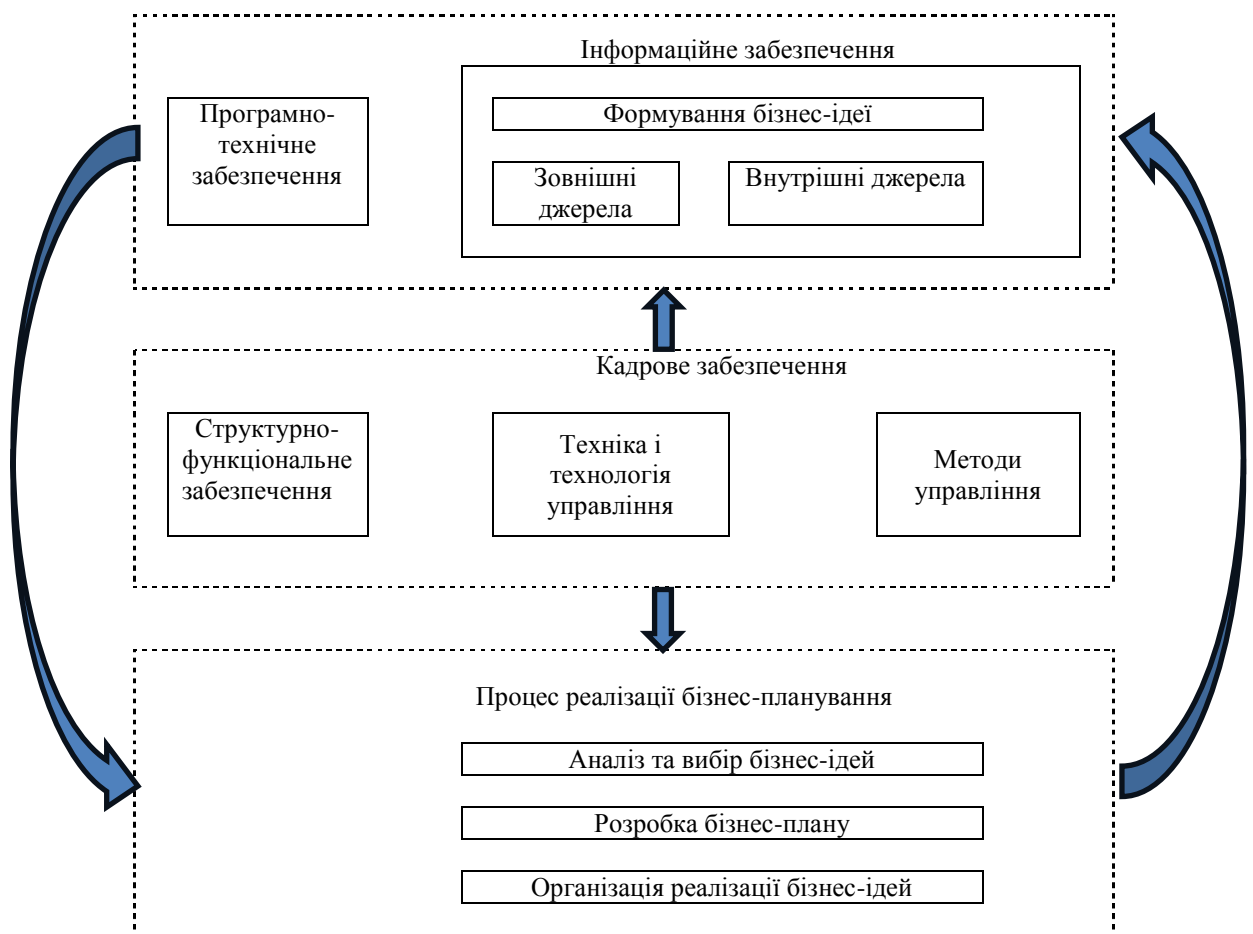 Інформаційне забезпечення
Програмно-
технічне
забезпечення
Формування бізнес-ідеї
Зовнішні
джерела
Внутрішні джерела
Кадрове забезпечення
Структурно-
функціональне
забезпечення
Техніка і
технологія
управління
Методи
управління
Процес реалізації бізнес-планування
Аналіз та вибір бізнес-ідей
Розробка бізнес-плану
Організація реалізації бізнес-ідей